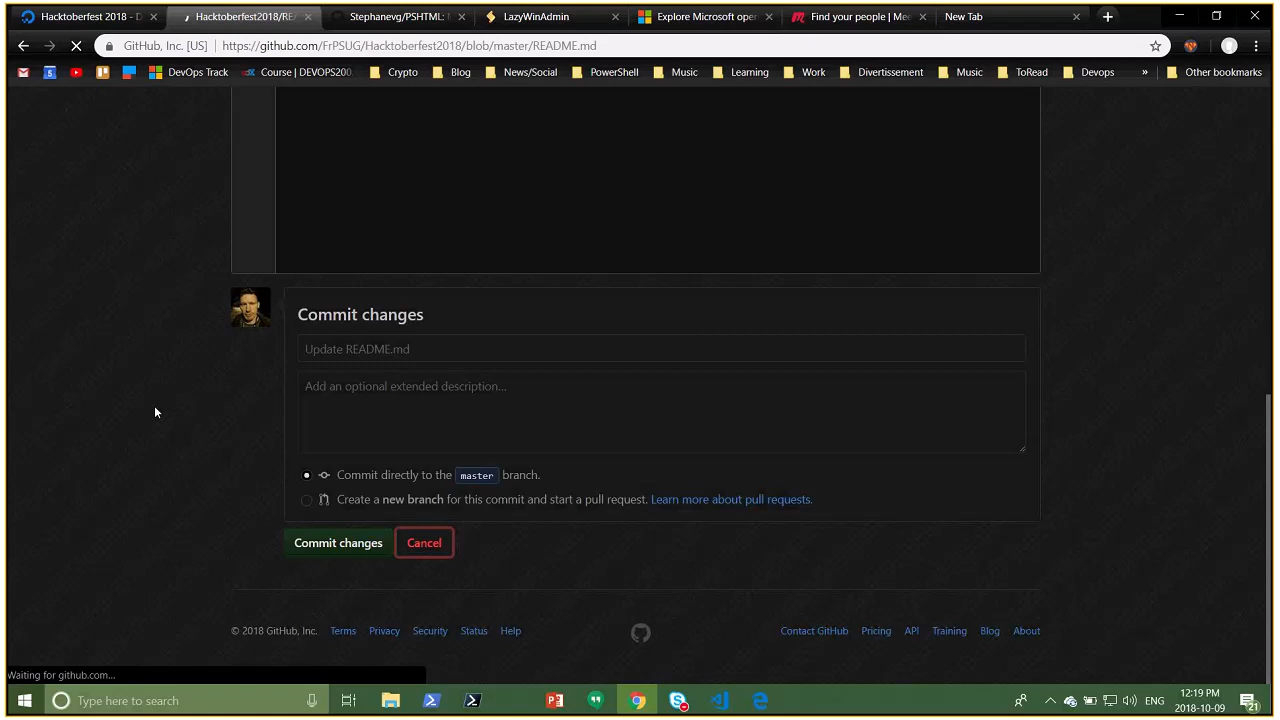 Hacktoberfest 2018 - D
Hacktoberfest2018/RE
Stephanevg/PSHTML:
LazyWinAdmin
Explore Microsoft open
Find your people | Mee
New Tab
GitHub, Inc. [US]
https://github.com/FrPSUG/Hacktoberfest2018/blob/master/README.md
5
DevOps Track
Course | DEVOPS200
Crypto
Blog
News/Social
PowerShell
Music
Learning
Work
Divertissement
Music
ToRead
Devops
»
Other bookmarks
Commit changes
Update README.md
Add an optional extended description...
Commit directly to the master branch.
Create a new branch for this commit and start a pull request. Learn more about pull requests.
Commit changes
Cancel
© 2018 GitHub, Inc.
Terms
Privacy
Security
Status
Help
Contact GitHub
Pricing
API
Training
Blog
About
Waiting for github.com...
Type here to search
ENG
12:19 PM
2018-10-09
21